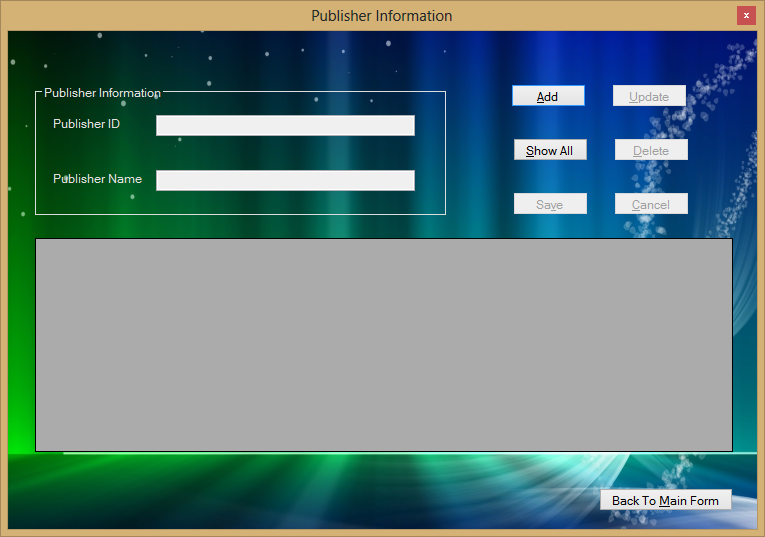 Publisher Information
x
Publisher Information
Publisher ID
Publisher Name
Add
Update
Show All
Delete
Save
Cancel
Back To Main Form